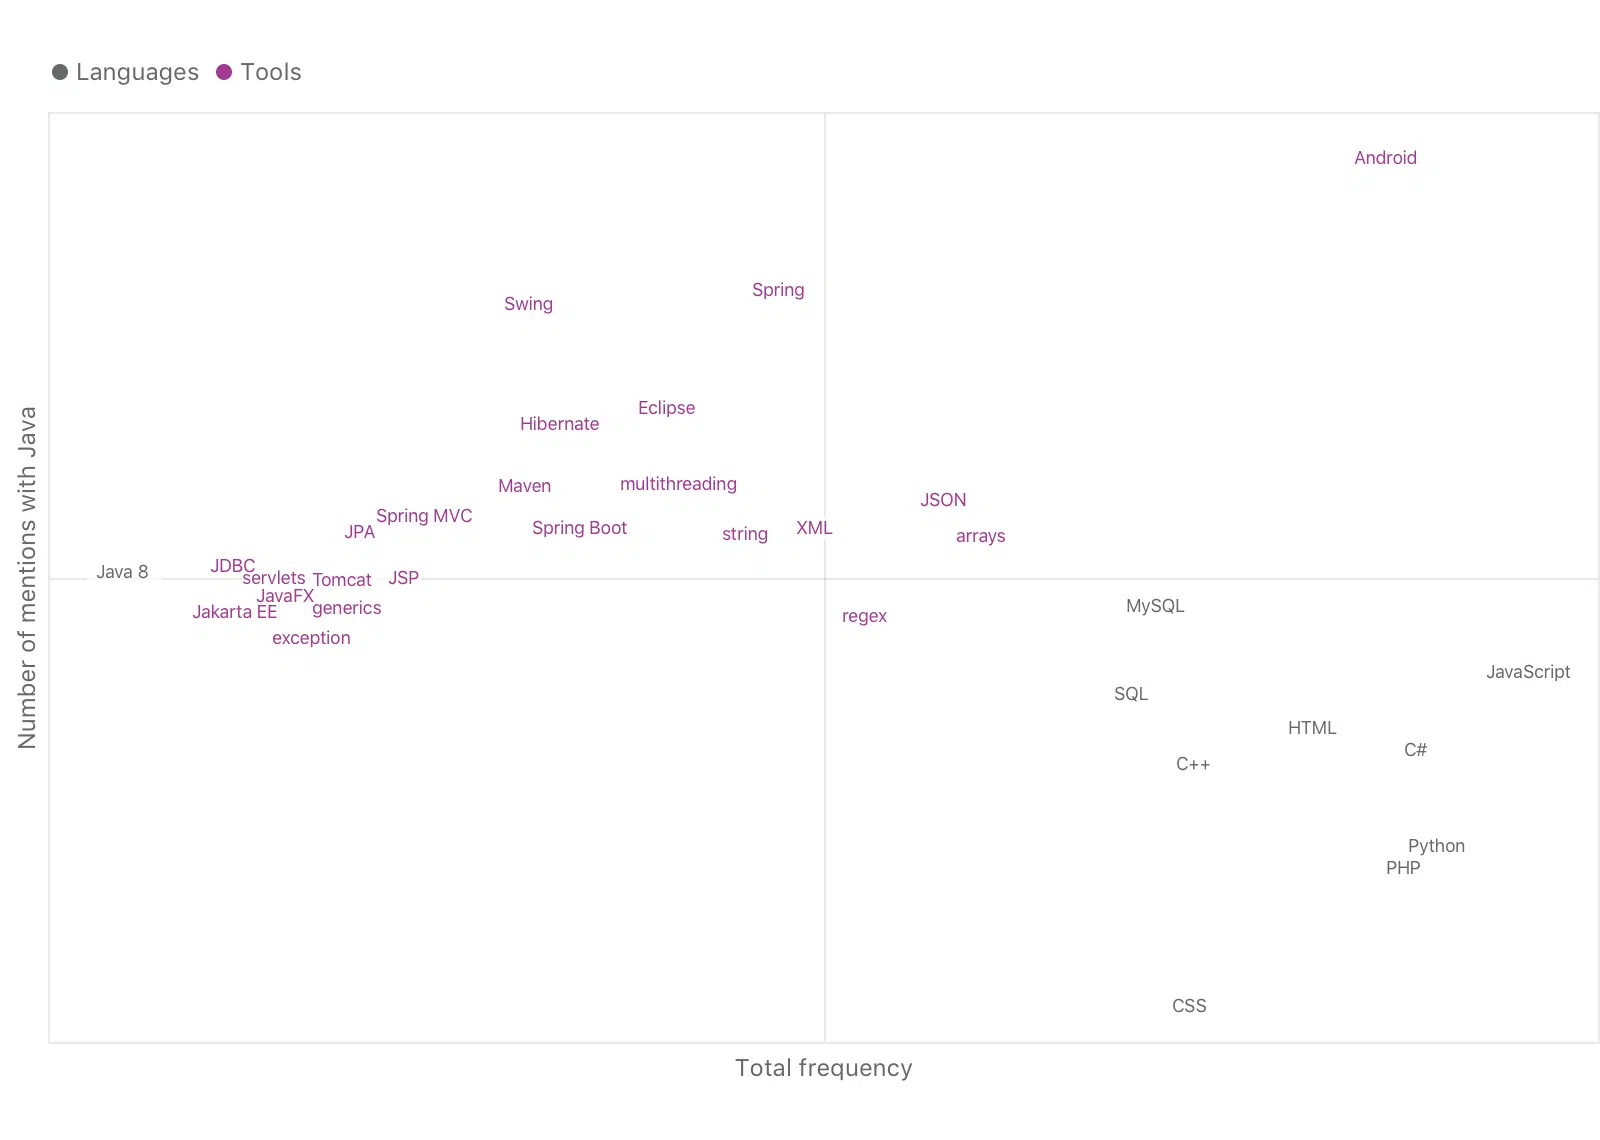 Languages
Tools
Android
Spring
Swing
Eclipse
Hibernate
multithreading
Maven
JSON
Spring MVC
Spring Boot
XML
JPA
string
arrays
JDBC
Java 8
servlets
Tomcat
JSP
JavaFX
generics
MySQL
Jakarta EE
regex
exception
JavaScript
SQL
HTML
C#
C++
Python
PHP
CSS
Number of mentions with Java
Total frequency